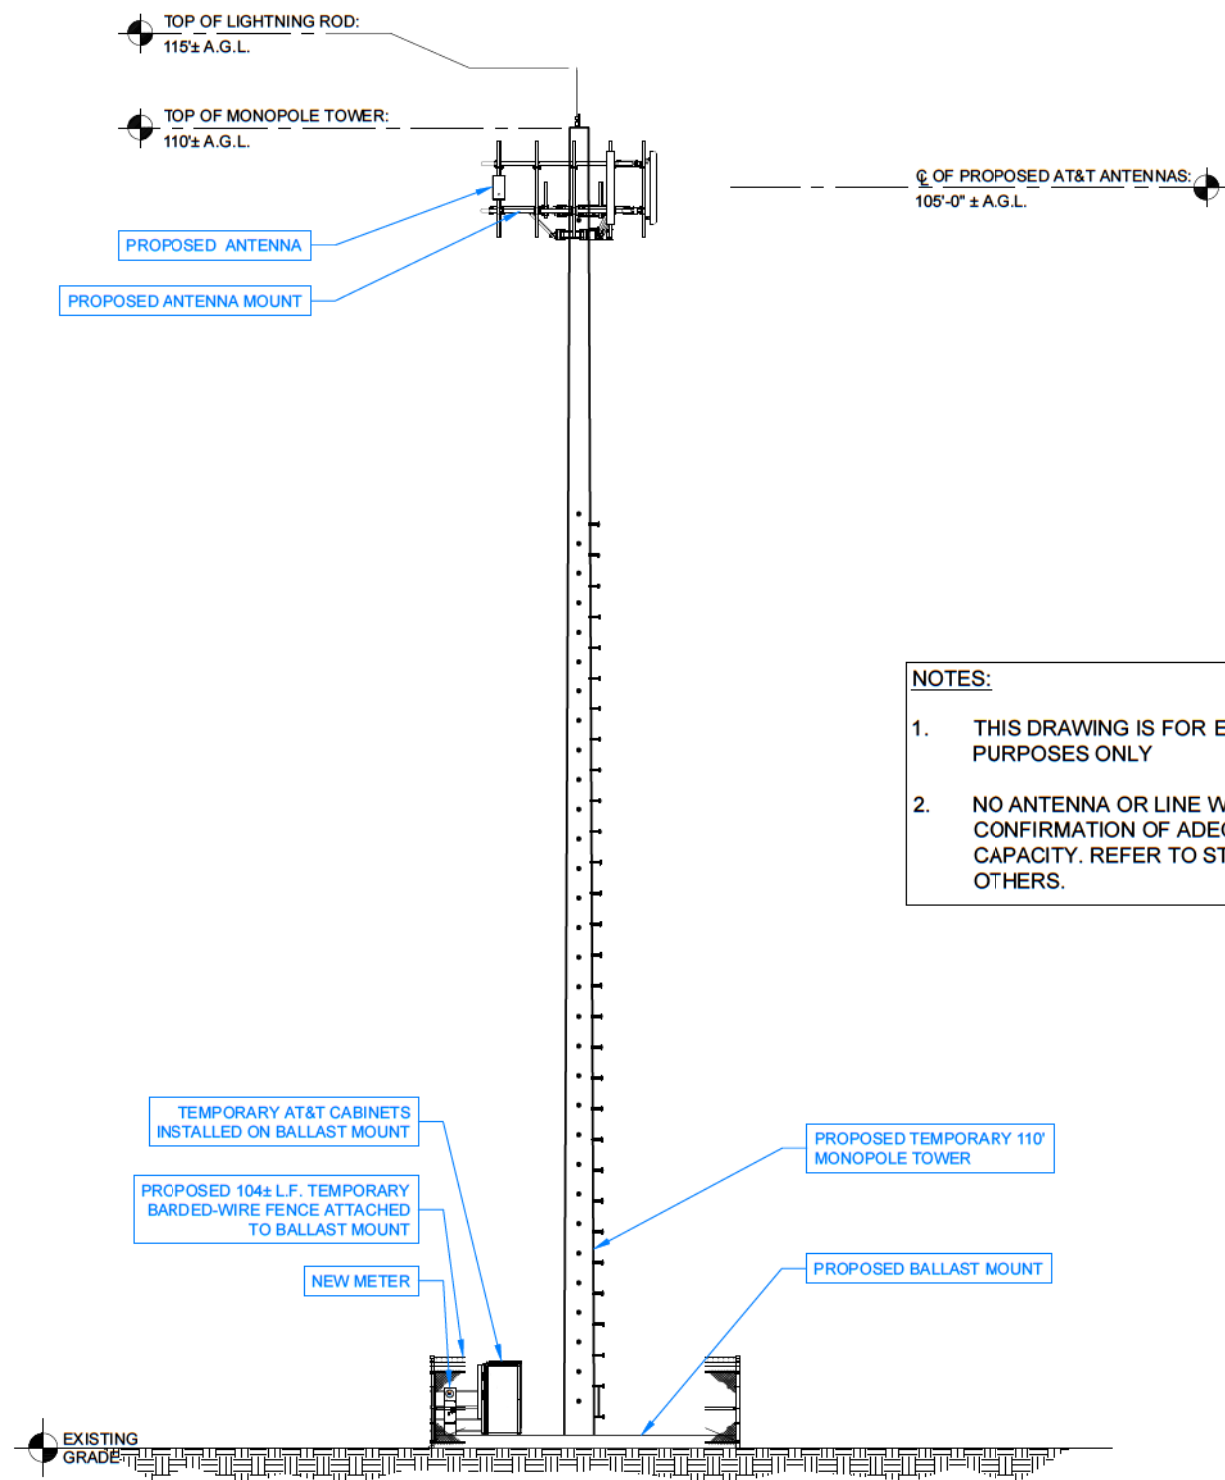 TOP OF LIGHTNING ROD:
115'± A.G.L.
TOP OF MONOPOLE TOWER:
110'± A.G.L.
℄ OF PROPOSED AT&T ANTENNAS:
105'-0" ± A.G.L.
PROPOSED ANTENNA
PROPOSED ANTENNA MOUNT
NOTES:
1. THIS DRAWING IS FOR E
PURPOSES ONLY
2. NO ANTENNA OR LINE W
CONFIRMATION OF ADEQ
CAPACITY. REFER TO ST
OTHERS.
TEMPORARY AT&T CABINETS
INSTALLED ON BALLAST MOUNT
PROPOSED TEMPORARY 110'
MONOPOLE TOWER
PROPOSED 104± L.F. TEMPORARY
BARDED-WIRE FENCE ATTACHED
TO BALLAST MOUNT
PROPOSED BALLAST MOUNT
NEW METER
EXISTING
GRADE